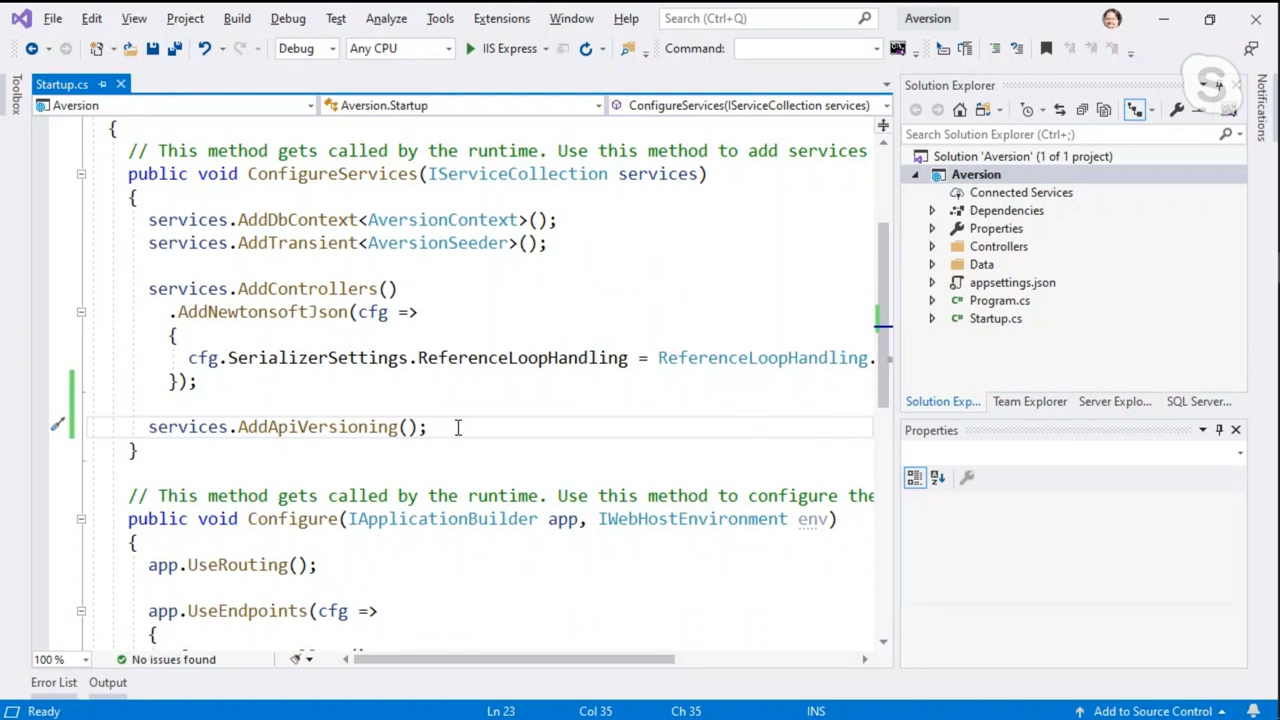 File Edit View Project Build Debug Test Analyze Tools Extensions Window Help Search (Ctrl+Q) Aversion
Debug Any CPU IIS Express Command:
Toolbox
Startup.cs
Aversion Aversion.Startup ConfigureServices(IServiceCollection services)
{
// This method gets called by the runtime. Use this method to add services
public void ConfigureServices(IServiceCollection services)
{
services.AddDbContext<AversionContext>();
services.AddTransient<AversionSeeder>();
services.AddControllers()
.AddNewtonsoftJson(cfg =>
{
cfg.SerializerSettings.ReferenceLoopHandling = ReferenceLoopHandling.
});
services.AddApiVersioning();
}
// This method gets called by the runtime. Use this method to configure the
public void Configure(IApplicationBuilder app, IWebHostEnvironment env)
{
app.UseRouting();
app.UseEndpoints(cfg =>
{
100 % No issues found
Error List Output
Solution Explorer
Search Solution Explorer (Ctrl+;)
Solution 'Aversion' (1 of 1 project)
Aversion
Connected Services
Dependencies
Properties
Controllers
Data
appsettings.json
C# Program.cs
C# Startup.cs
Solution Exp... Team Explorer Server Explo... SQL Server...
Properties
Notifications
Ready Ln 23 Col 35 Ch 35 INS Add to Source Control